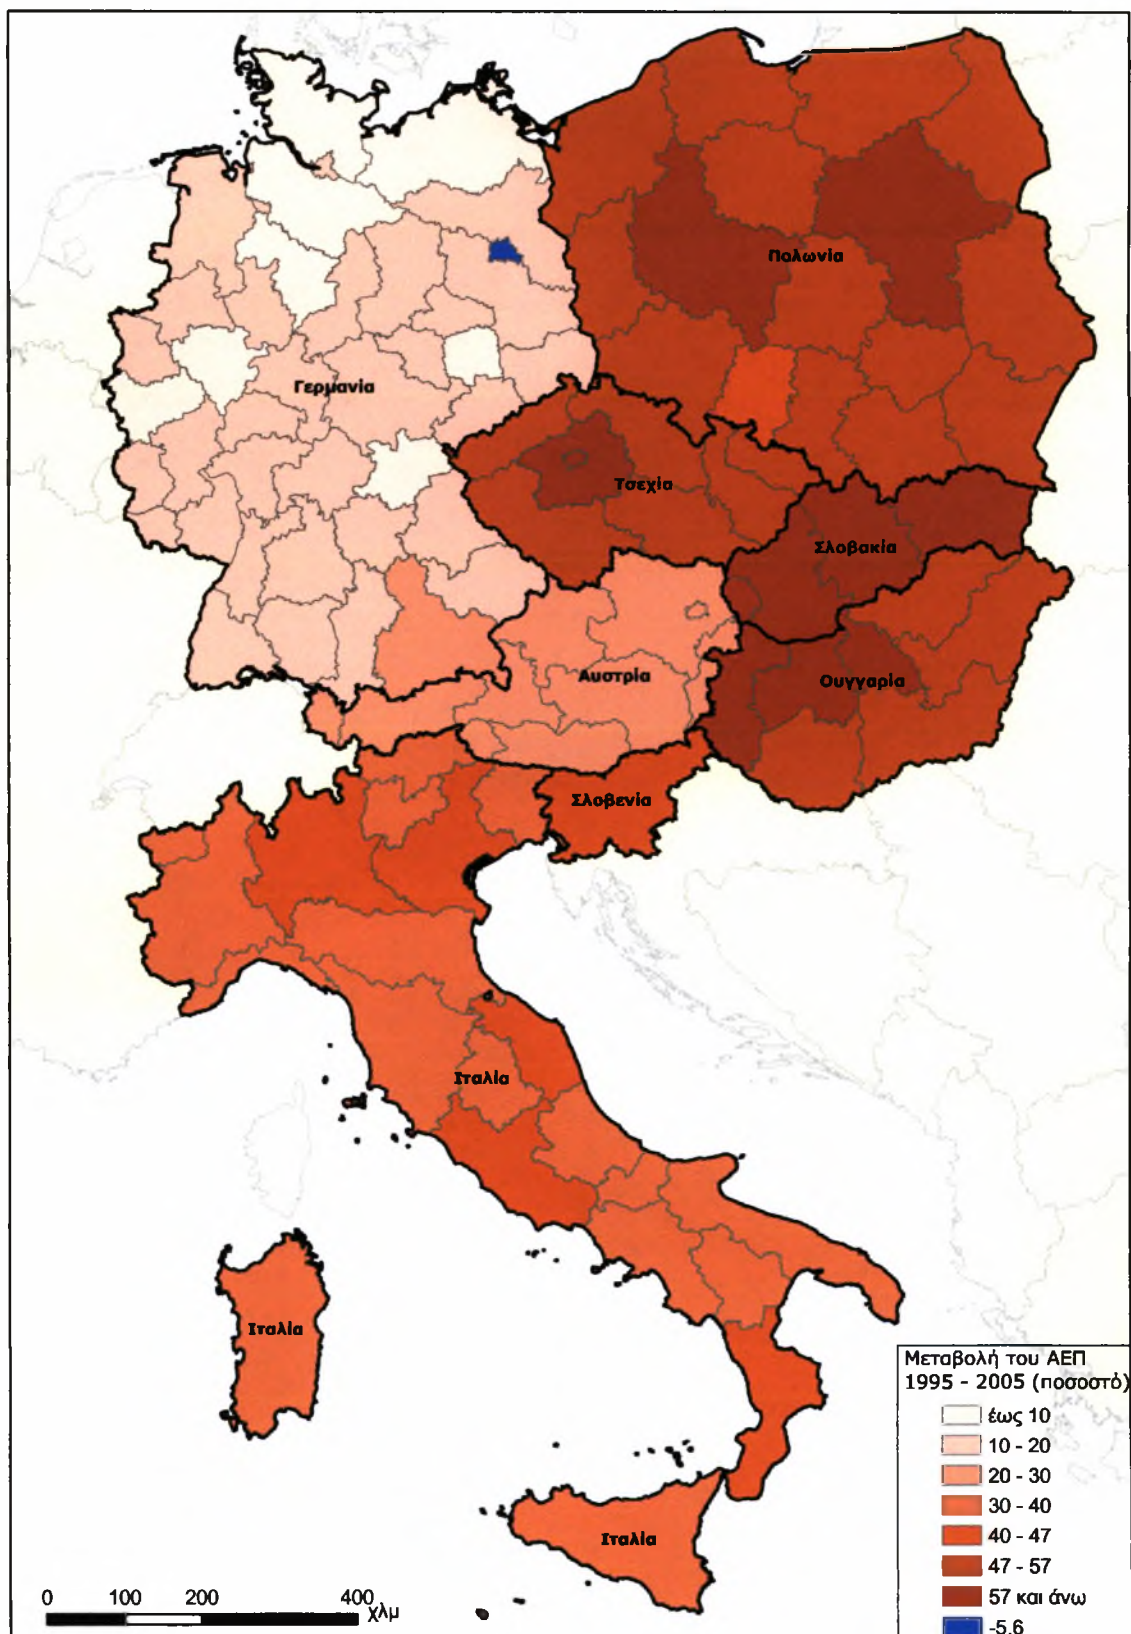 Πολωνία
Γερμανία
Τσεχία
Σλοβακία
Αυστρία
Ουγγαρία
Σλοβενία
Ιταλία
Ιταλία
Ιταλία
Μεταβολή του ΑΕΠ
1995 - 2005 (ποσοστό)
έως 10
10 - 20
20 - 30
30 - 40
40 - 47
47 - 57
57 και άνω
-5,6
0 100 200 400
χλμ